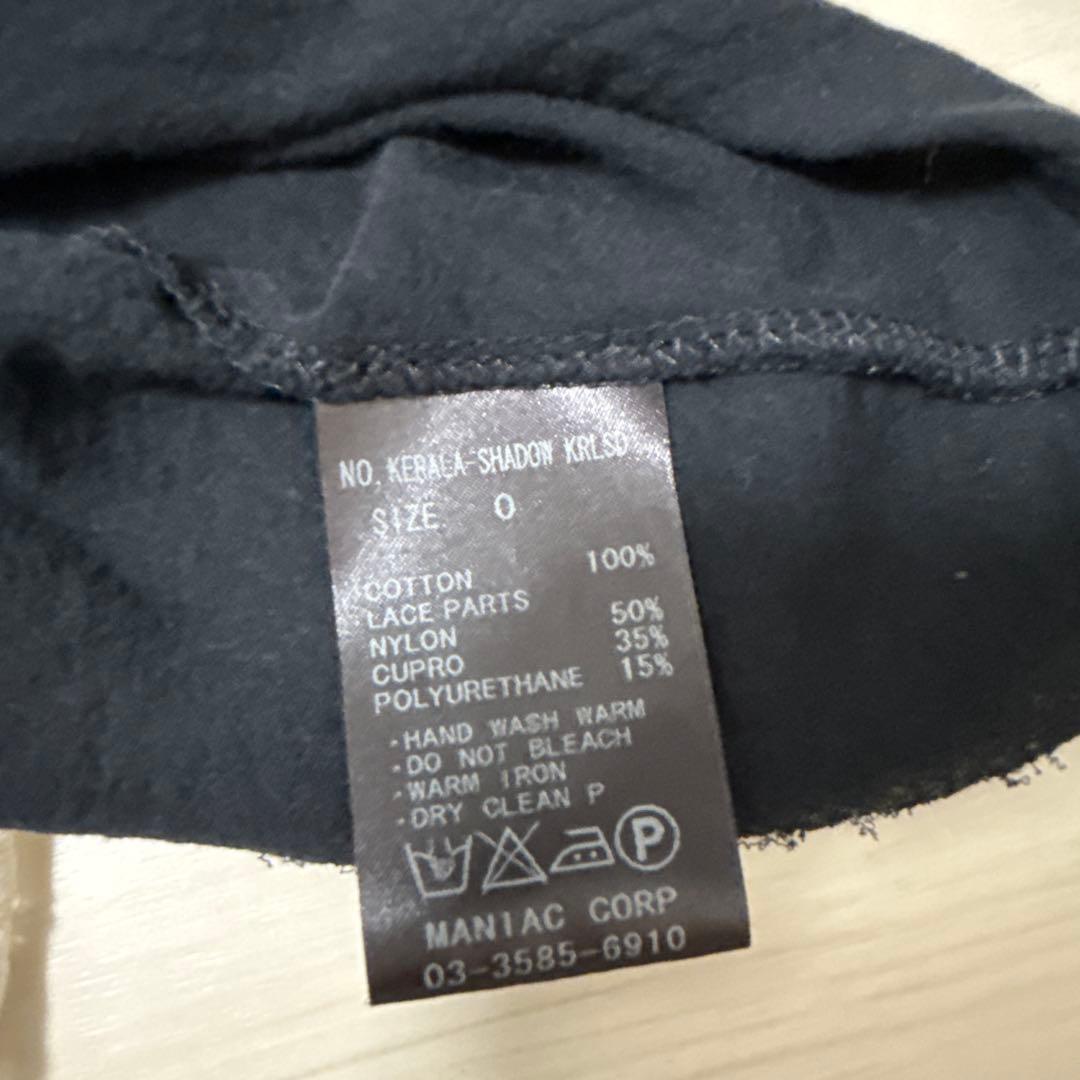 NO. KERALA-SHADOW KRLSD
SIZE 0
COTTON 100%
LACE PARTS
NYLON 50%
CUPRO 35%
POLYURETHANE 15%
·HAND WASH WARM
·DO NOT BLEACH
·WARM IRON
·DRY CLEAN P
P
MANIAC CORP
03-3585-6910